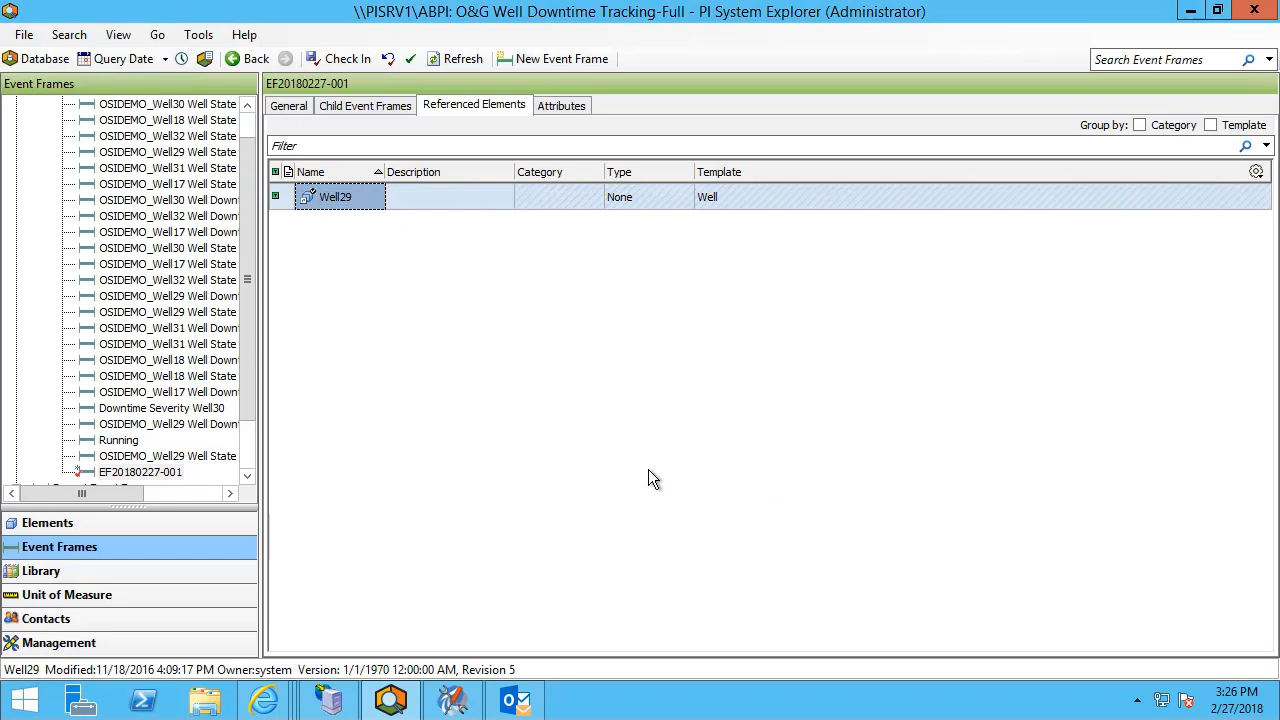 \\PISRV1\ABPI: O&G Well Downtime Tracking-Full - PI System Explorer (Administrator)
File Search View Go Tools Help
Database Query Date Back Check In Refresh New Event Frame Search Event Frames
Event Frames
EF20180227-001
General Child Event Frames Referenced Elements Attributes
Group by: Category Template
Filter
Name Description Category Type Template
Well29 None Well
OSIDEMO_Well30 Well State
OSIDEMO_Well18 Well State
OSIDEMO_Well32 Well State
OSIDEMO_Well29 Well State
OSIDEMO_Well31 Well State
OSIDEMO_Well17 Well State
OSIDEMO_Well30 Well Down
OSIDEMO_Well32 Well Down
OSIDEMO_Well17 Well Down
OSIDEMO_Well30 Well State
OSIDEMO_Well17 Well State
OSIDEMO_Well32 Well State
OSIDEMO_Well29 Well Down
OSIDEMO_Well29 Well State
OSIDEMO_Well31 Well Down
OSIDEMO_Well31 Well State
OSIDEMO_Well18 Well Down
OSIDEMO_Well18 Well State
OSIDEMO_Well17 Well Down
Downtime Severity Well30
OSIDEMO_Well29 Well Down
Running
OSIDEMO_Well29 Well State
EF20180227-001
Elements
Event Frames
Library
Unit of Measure
Contacts
Management
Well29 Modified:11/18/2016 4:09:17 PM Owner:system Version: 1/1/1970 12:00:00 AM, Revision 5
3:26 PM
2/27/2018